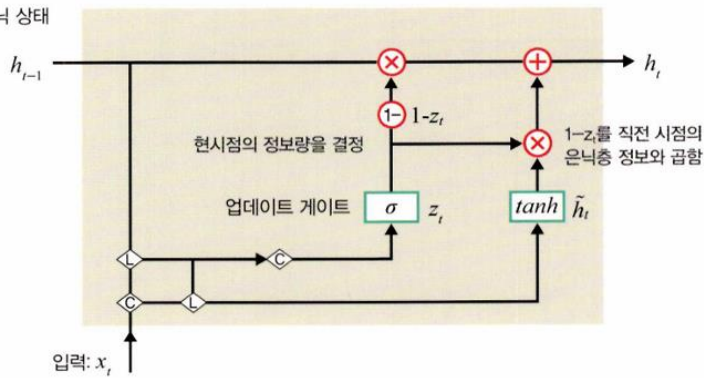 닉 상태
h_{t-1}
h_t
1-
1-z_t
현시점의 정보량을 결정
1-z_t를 직전 시점의
은닉층 정보와 곱함
업데이트 게이트
σ
z_t
tanh
h̃_t
L
C
C
L
입력: x_t